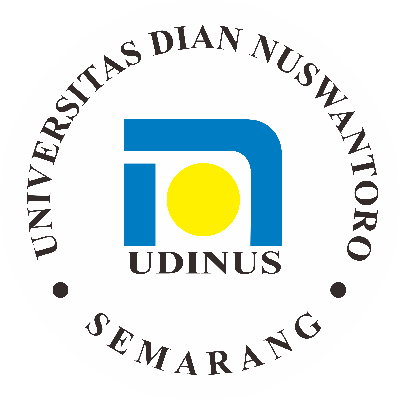 UNIVERSITAS DIAN NUSWANTORO
UDINUS
SEMARANG